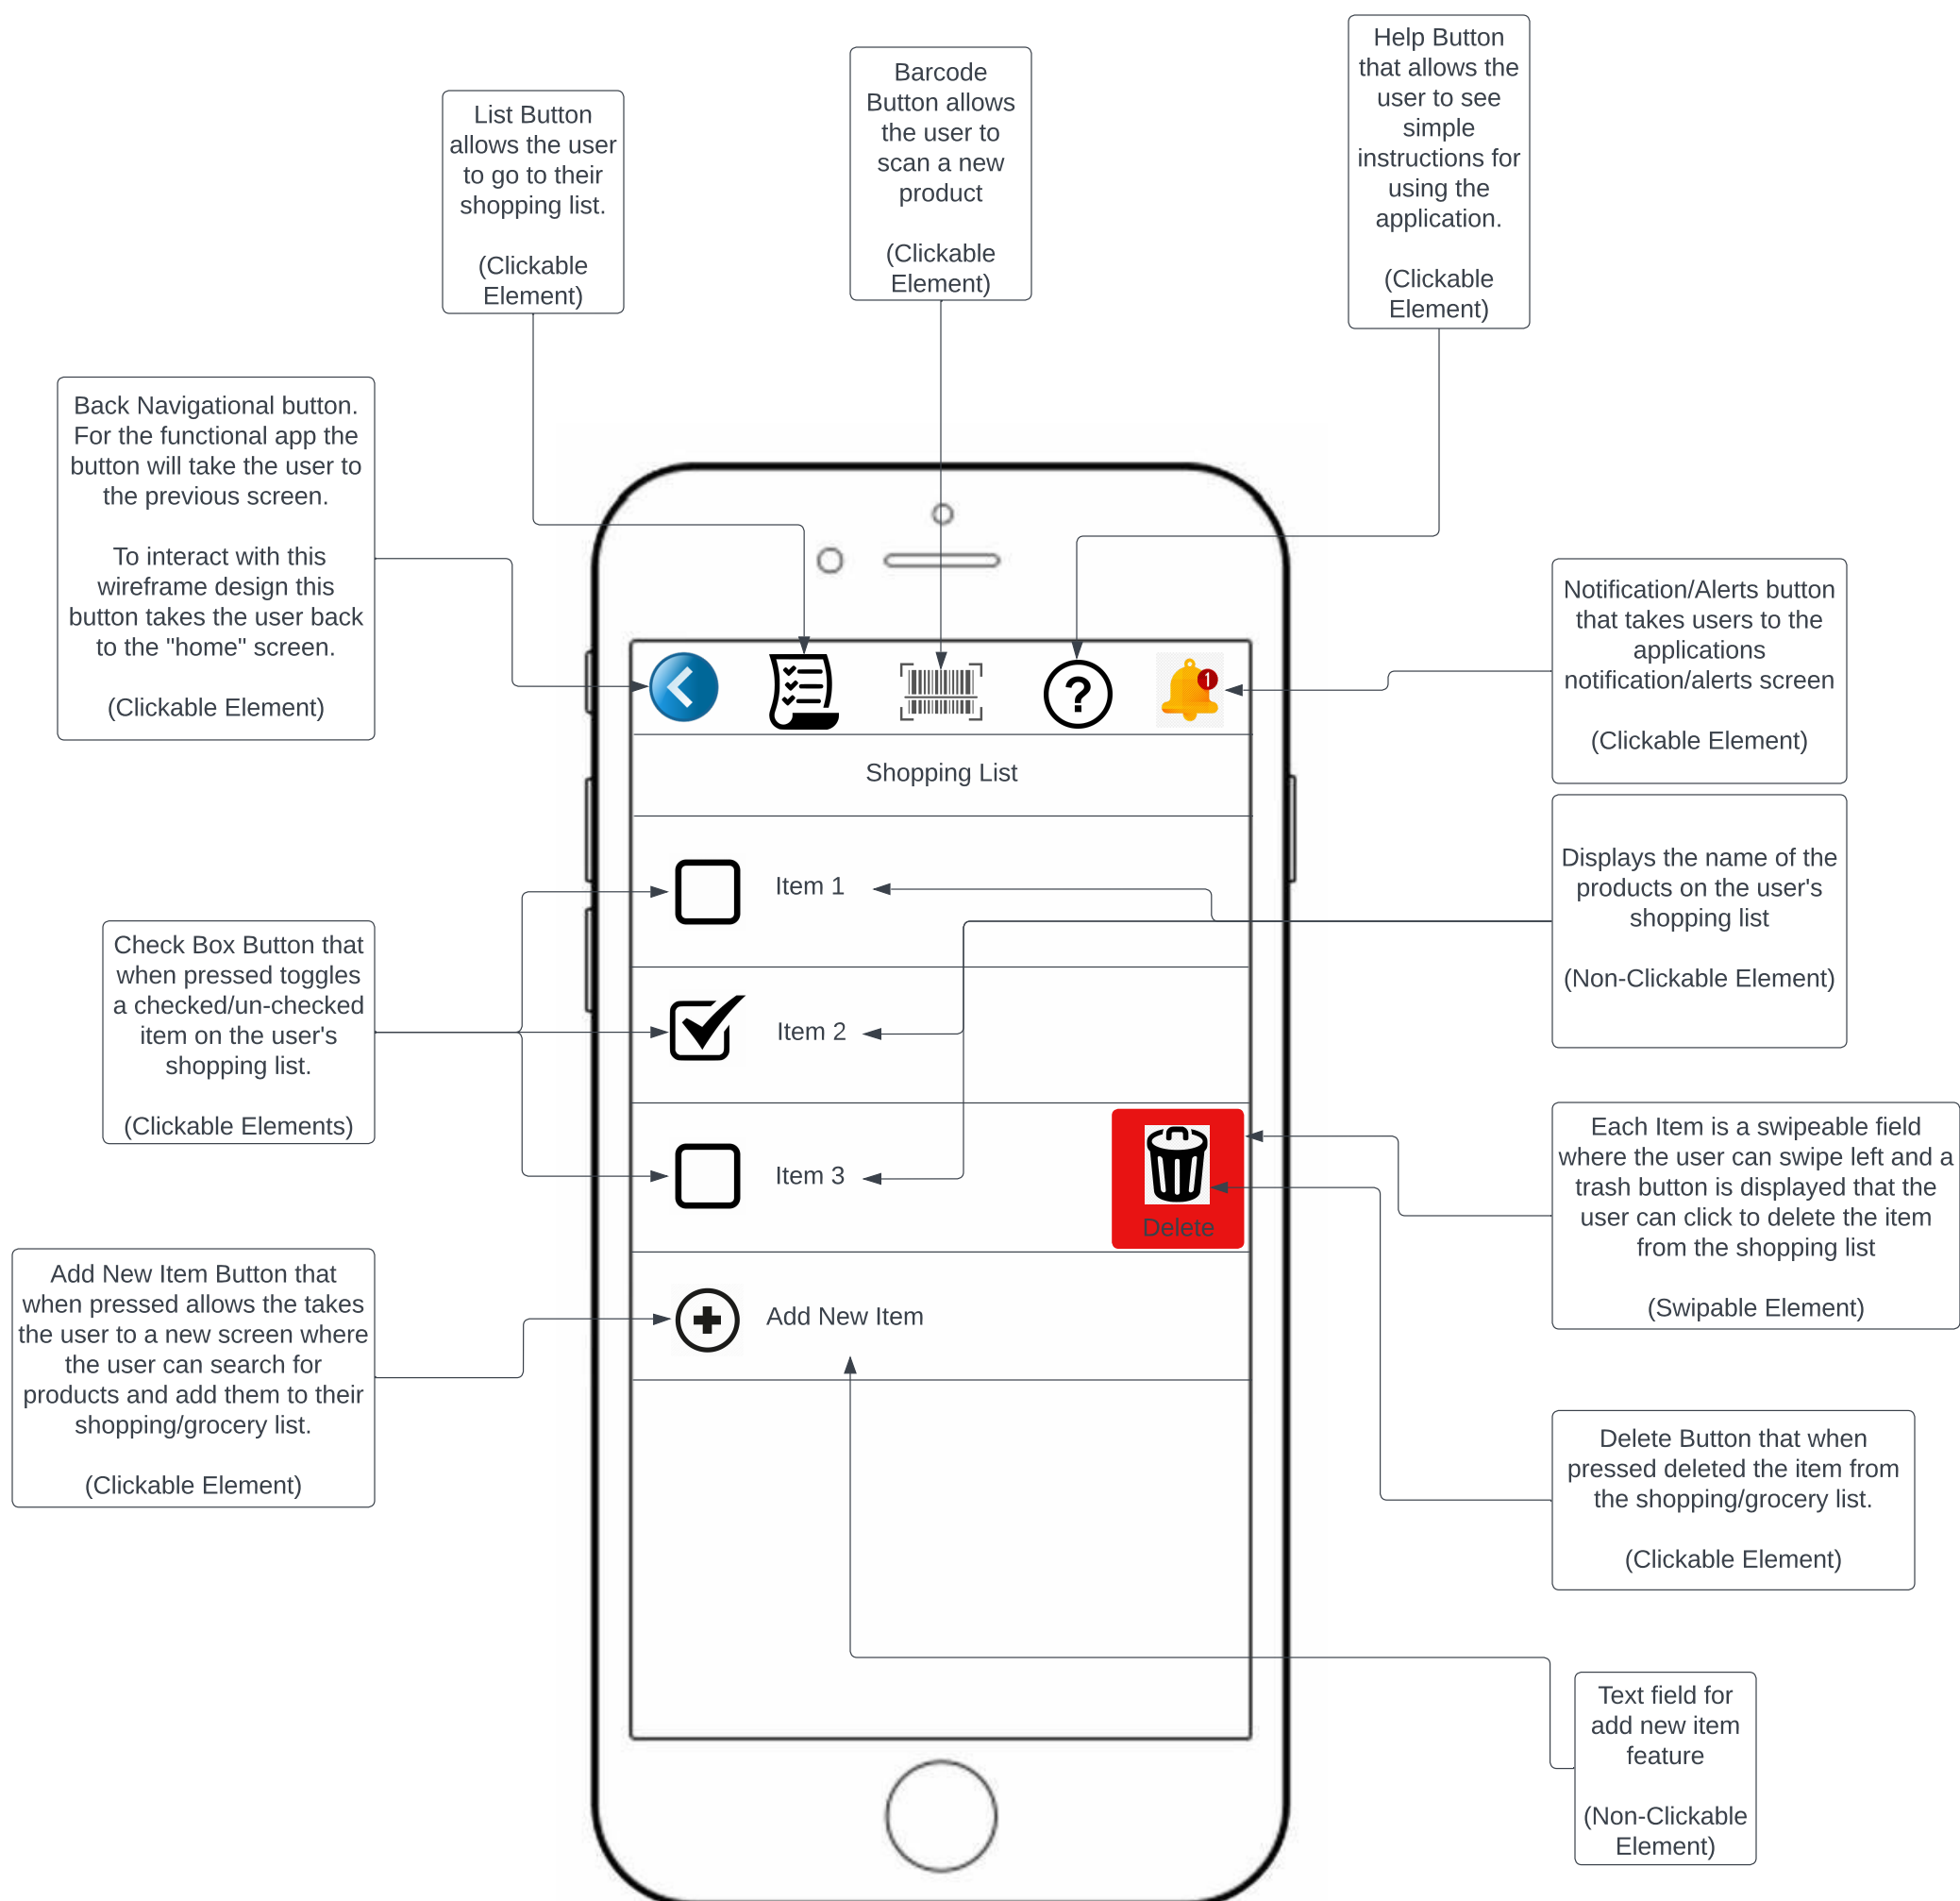 Help Button
that allows the
user to see
simple
instructions for
using the
application.
(Clickable
Element)
Barcode
Button allows
the user to
scan a new
product
(Clickable
Element)
List Button
allows the user
to go to their
shopping list.
(Clickable
Element)
Back Navigational button.
For the functional app the
button will take the user to
the previous screen.
To interact with this
wireframe design this
button takes the user back
to the "home" screen.
(Clickable Element)
Notification/Alerts button
that takes users to the
applications
notification/alerts screen
(Clickable Element)
?
1
Shopping List
Displays the name of the
products on the user's
shopping list
(Non-Clickable Element)
Item 1
Check Box Button that
when pressed toggles
a checked/un-checked
item on the user's
shopping list.
(Clickable Elements)
Item 2
Item 3
Delete
Each Item is a swipeable field
where the user can swipe left and a
trash button is displayed that the
user can click to delete the item
from the shopping list
(Swipable Element)
Add New Item Button that
when pressed allows the takes
the user to a new screen where
the user can search for
products and add them to their
shopping/grocery list.
(Clickable Element)
Add New Item
Delete Button that when
pressed deleted the item from
the shopping/grocery list.
(Clickable Element)
Text field for
add new item
feature
(Non-Clickable
Element)